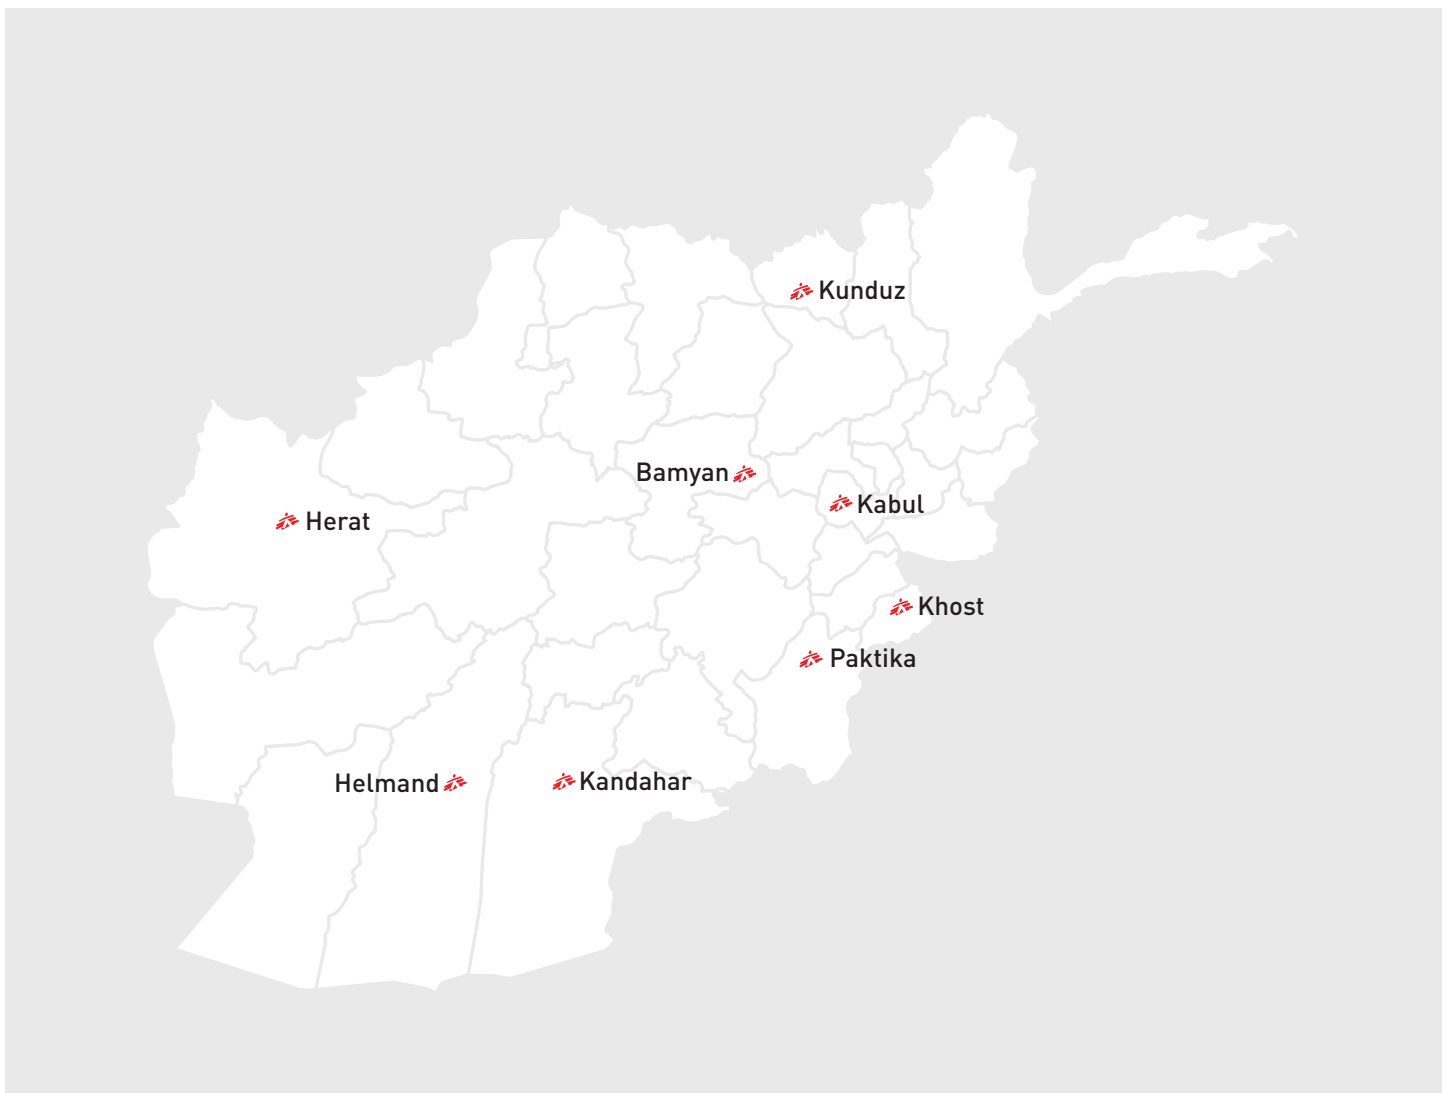 Kunduz
Bamyan
Kabul
Herat
Khost
Paktika
Helmand
Kandahar